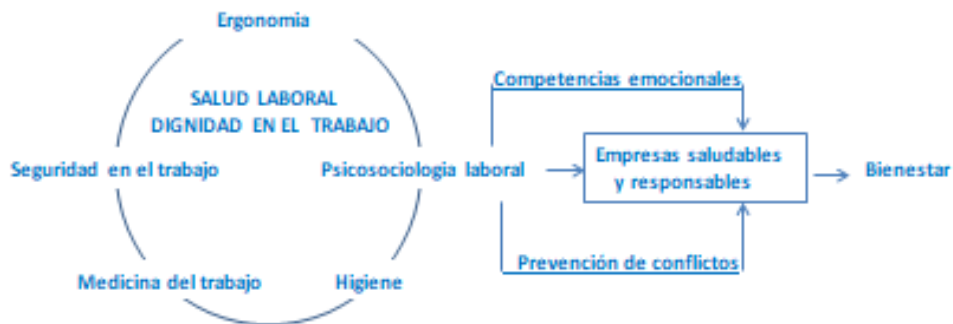 Ergonomia
Competencias emocionales
SALUD LABORAL
DIGNIDAD EN EL TRABAJO
Seguridad en el trabajo
Psicosociologia laboral
Empresas saludables
y responsables
Bienestar
Medicina del trabajo
Higiene
Prevención de conflictos